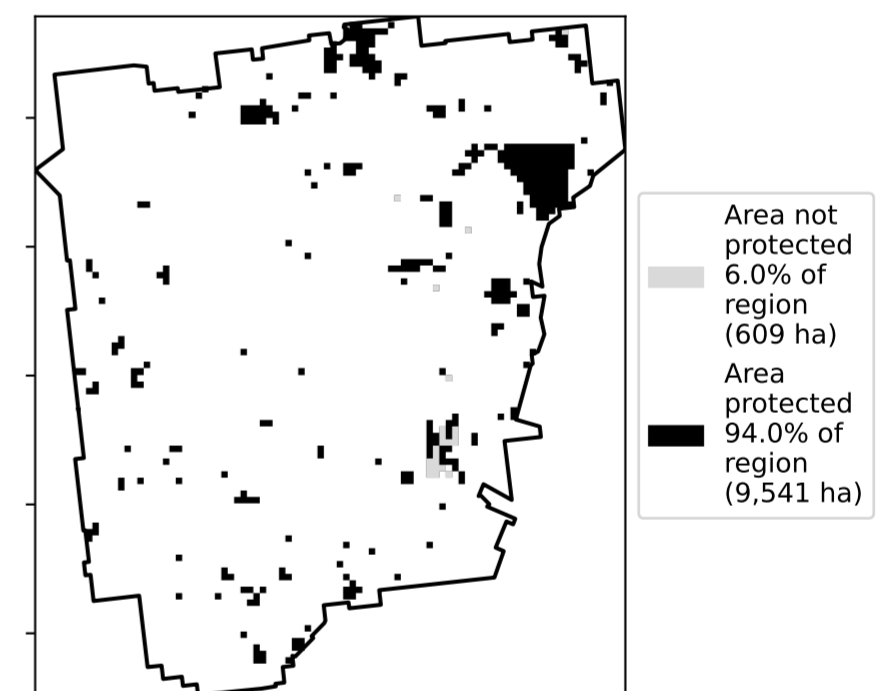 Area not
protected
6.0% of
region
(609 ha)
Area
protected
94.0% of
region
(9,541 ha)